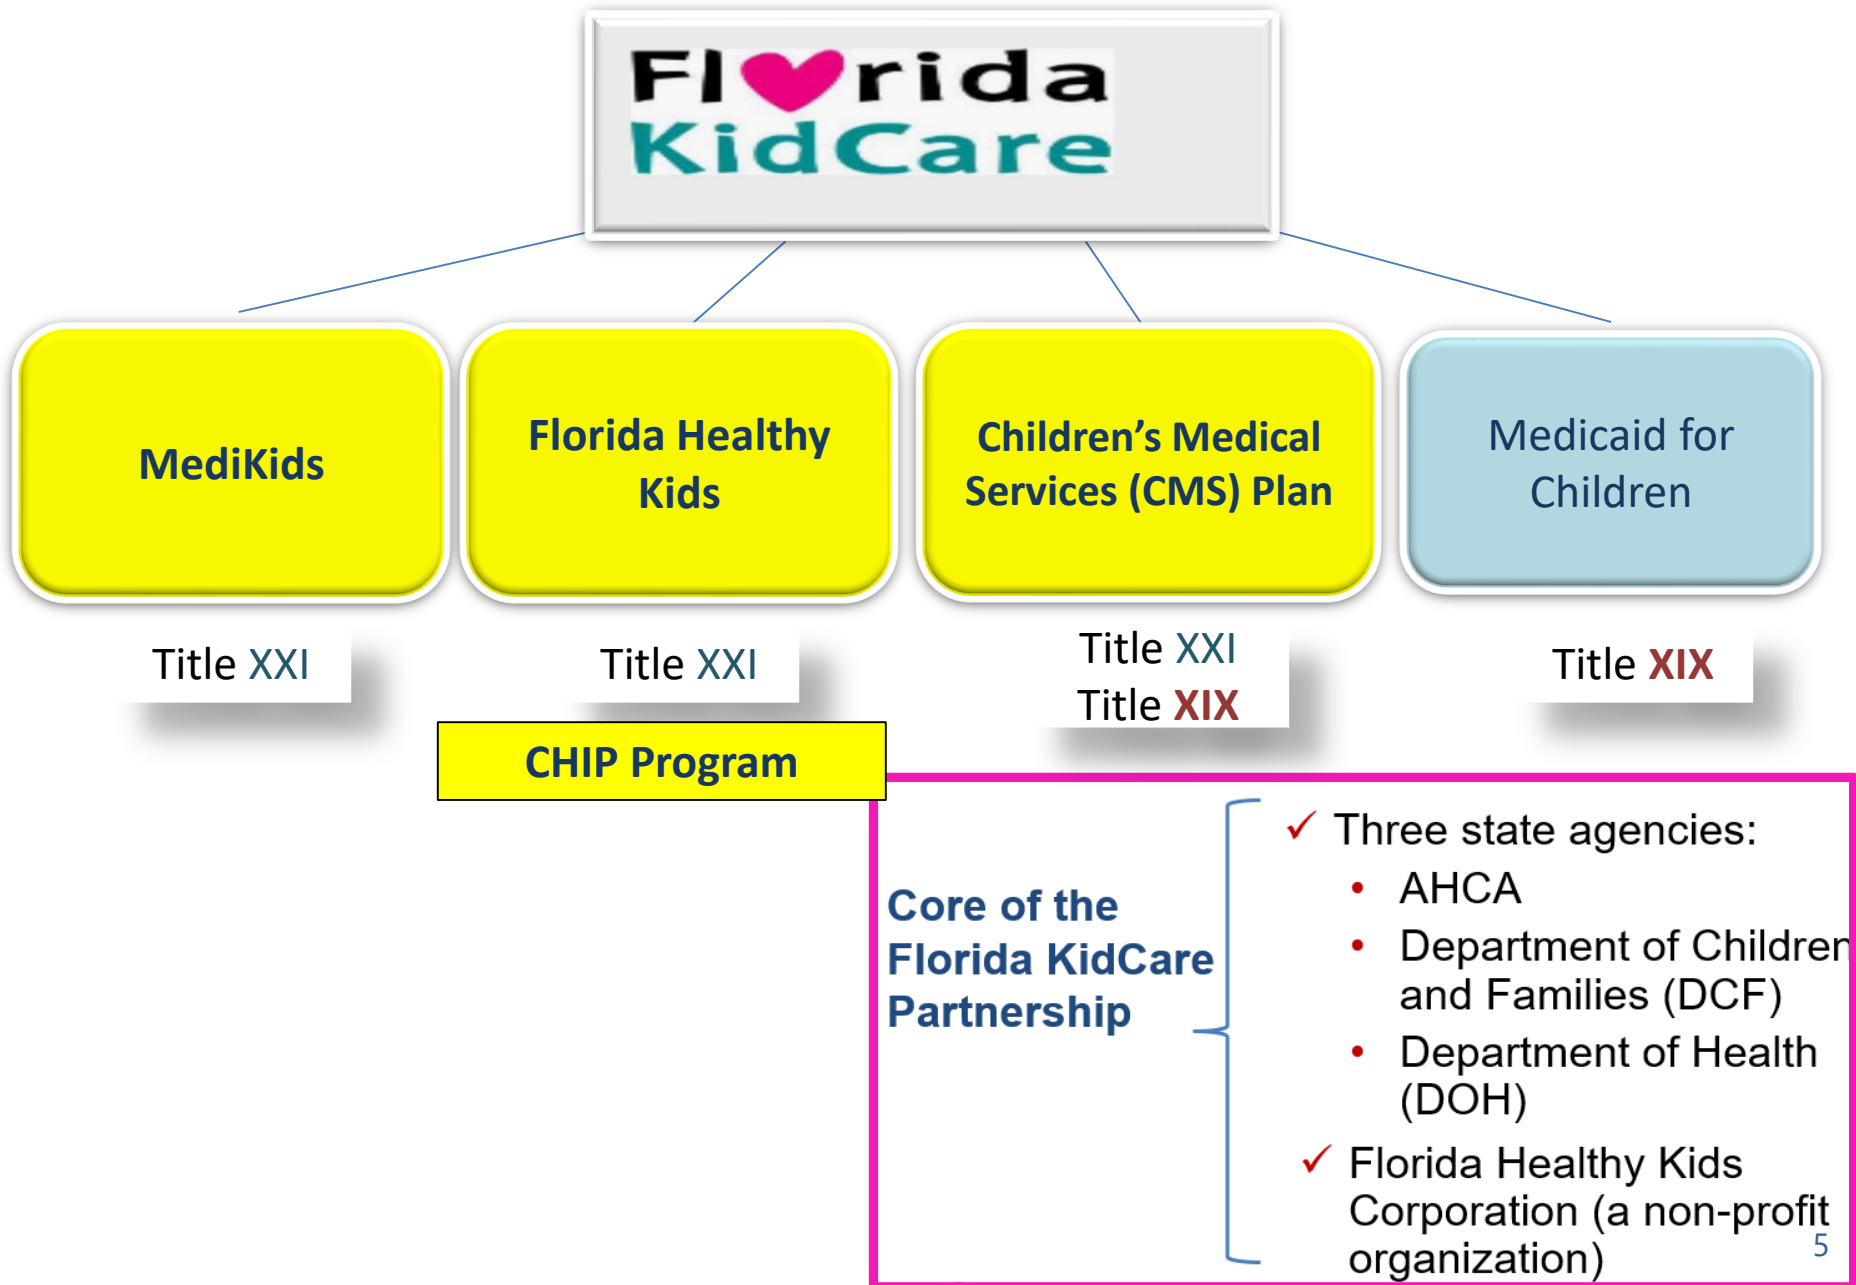 Florida
KidCare
MediKids
Florida Healthy
Kids
Children’s Medical
Services (CMS) Plan
Medicaid for
Children
Title XXI
Title XXI
Title XXI
Title XIX
Title XIX
CHIP Program
Core of the
Florida KidCare
Partnership
✓ Three state agencies:
• AHCA
• Department of Children
and Families (DCF)
• Department of Health
(DOH)
✓ Florida Healthy Kids
Corporation (a non-profit
organization)
5